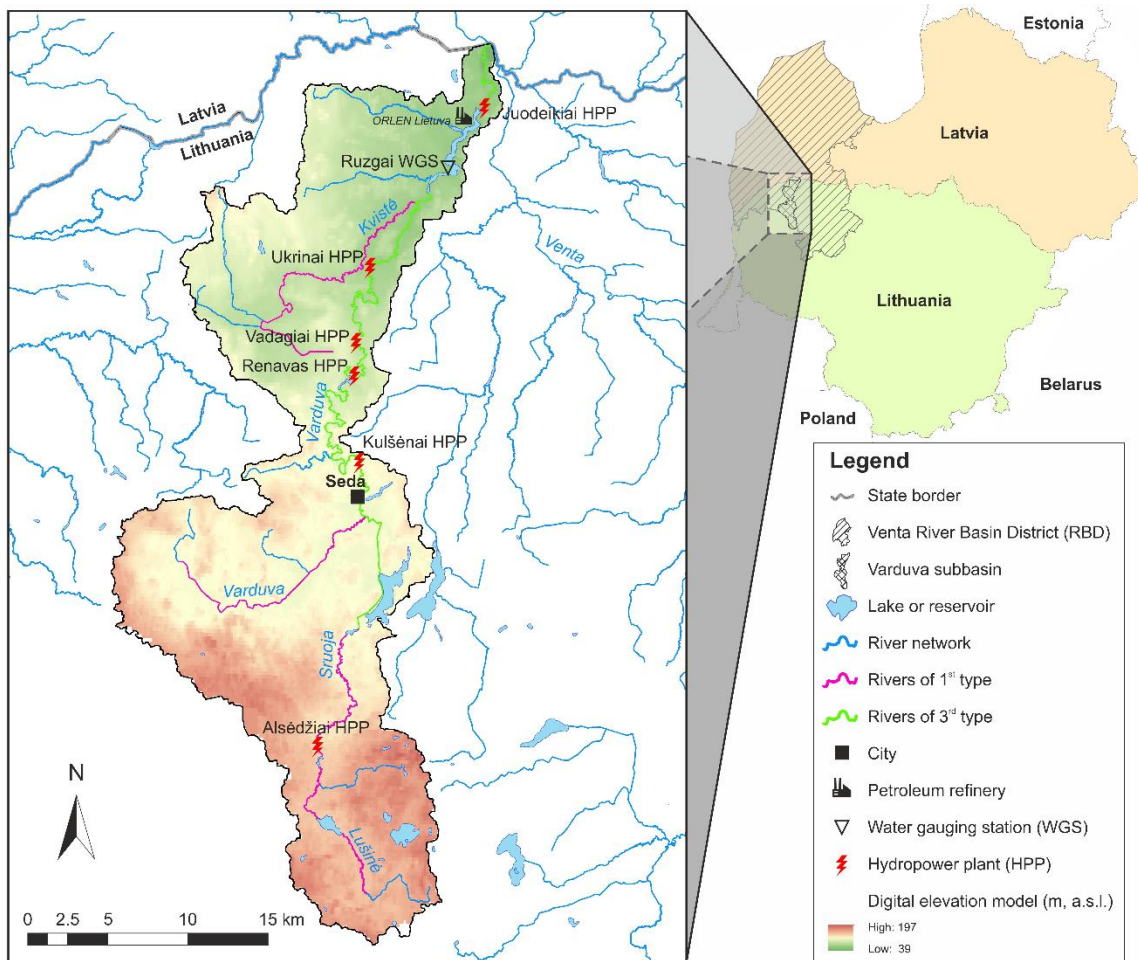 Latvia
Lithuania
ORLEN Lietuva
Juodeikiai HPP
Ruzgai WGS
Kvistė
Venta
Ukrinai HPP
Vadagiai HPP
Renavas HPP
Varduva
Kulšėnai HPP
Seda
Varduva
Sruoja
Alsėdžiai HPP
Lušinė
N
0 2.5 5 10 15 km
Estonia
Latvia
Lithuania
Belarus
Poland
Legend
State border
Venta River Basin District (RBD)
Varduva subbasin
Lake or reservoir
River network
Rivers of 1st type
Rivers of 3rd type
City
Petroleum refinery
Water gauging station (WGS)
Hydropower plant (HPP)
Digital elevation model (m, a.s.l.)
High: 197
Low: 39